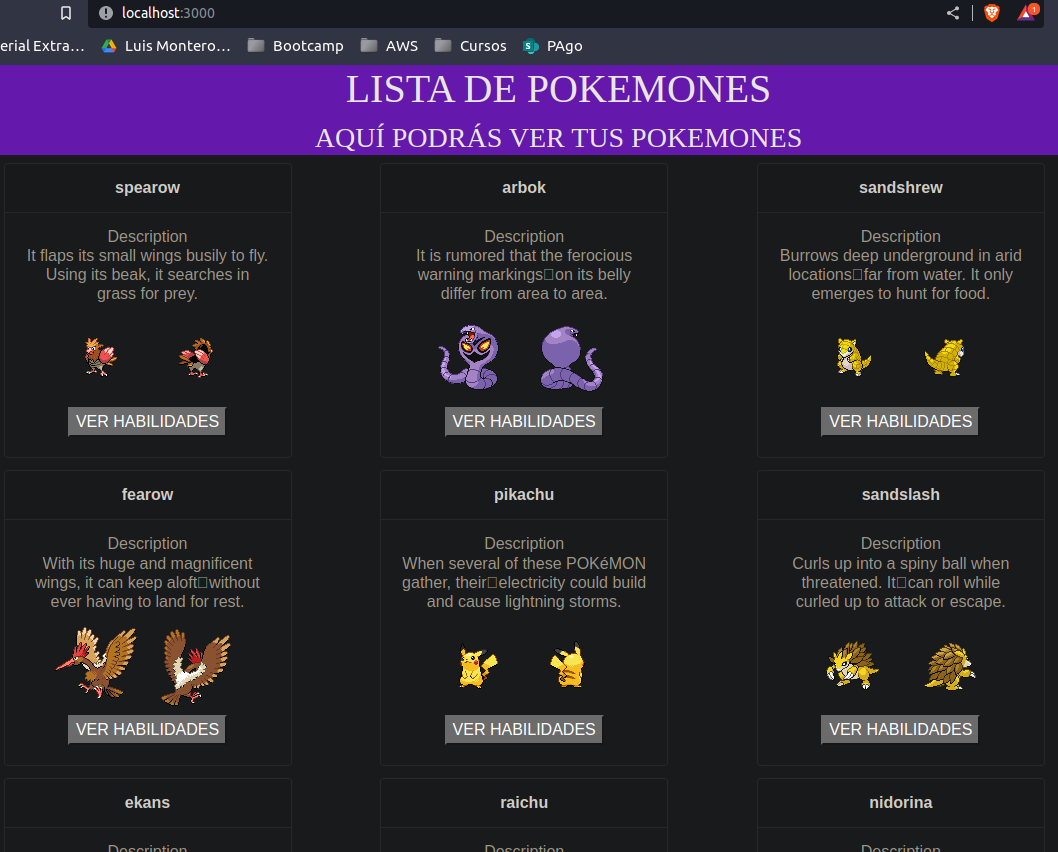 localhost:3000
1
erial Extra… Luis Montero… Bootcamp AWS Cursos PAgo
LISTA DE POKEMONES
AQUÍ PODRÁS VER TUS POKEMONES
spearow
Description
It flaps its small wings busily to fly.
Using its beak, it searches in
grass for prey.
VER HABILIDADES
arbok
Description
It is rumored that the ferocious
warning markings□on its belly
differ from area to area.
VER HABILIDADES
sandshrew
Description
Burrows deep underground in arid
locations□far from water. It only
emerges to hunt for food.
VER HABILIDADES
fearow
Description
With its huge and magnificent
wings, it can keep aloft□without
ever having to land for rest.
VER HABILIDADES
pikachu
Description
When several of these POKéMON
gather, their□electricity could build
and cause lightning storms.
VER HABILIDADES
sandslash
Description
Curls up into a spiny ball when
threatened. It□can roll while
curled up to attack or escape.
VER HABILIDADES
ekans
Description
raichu
Description
nidorina
Description